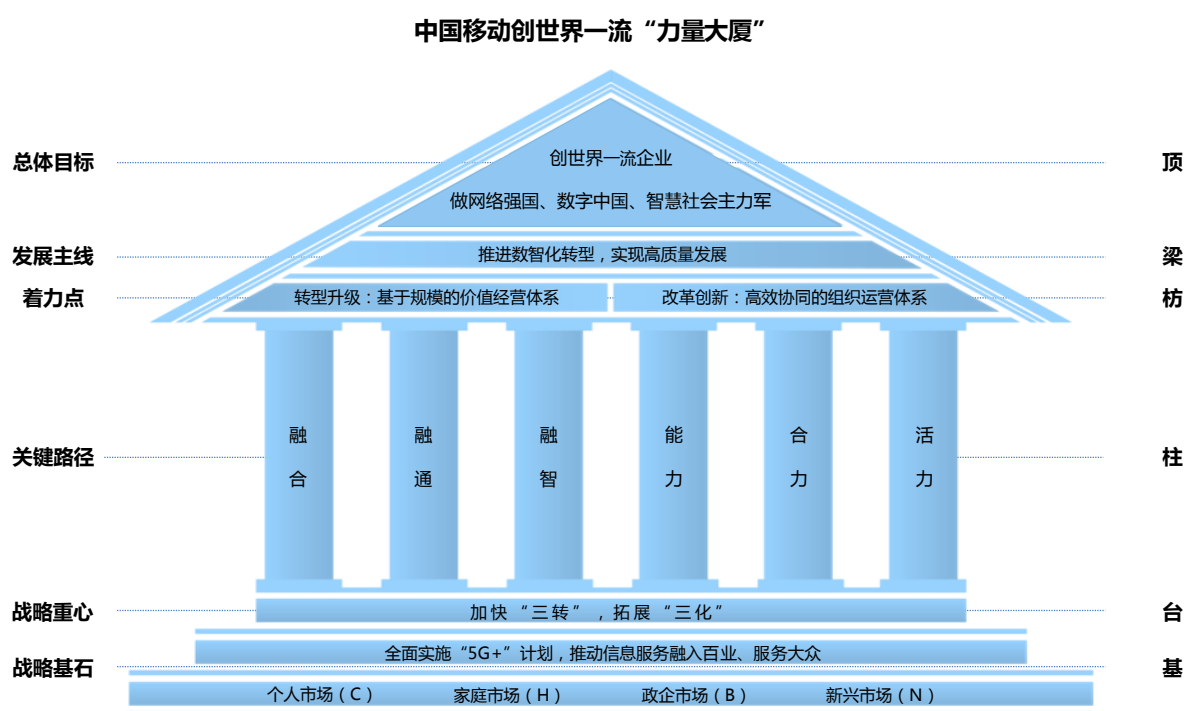 中国移动创世界一流“力量大厦”
总体目标
创世界一流企业
做网络强国、数字中国、智慧社会主力军
顶
发展主线
推进数智化转型，实现高质量发展
梁
着力点
转型升级：基于规模的价值经营体系
改革创新：高效协同的组织运营体系
枋
关键路径
融合
融通
融智
能力
合力
活力
柱
战略重心
加快“三转”，拓展“三化”
台
战略基石
全面实施“5G+”计划，推动信息服务融入百业、服务大众
基
个人市场（C）
家庭市场（H）
政企市场（B）
新兴市场（N）